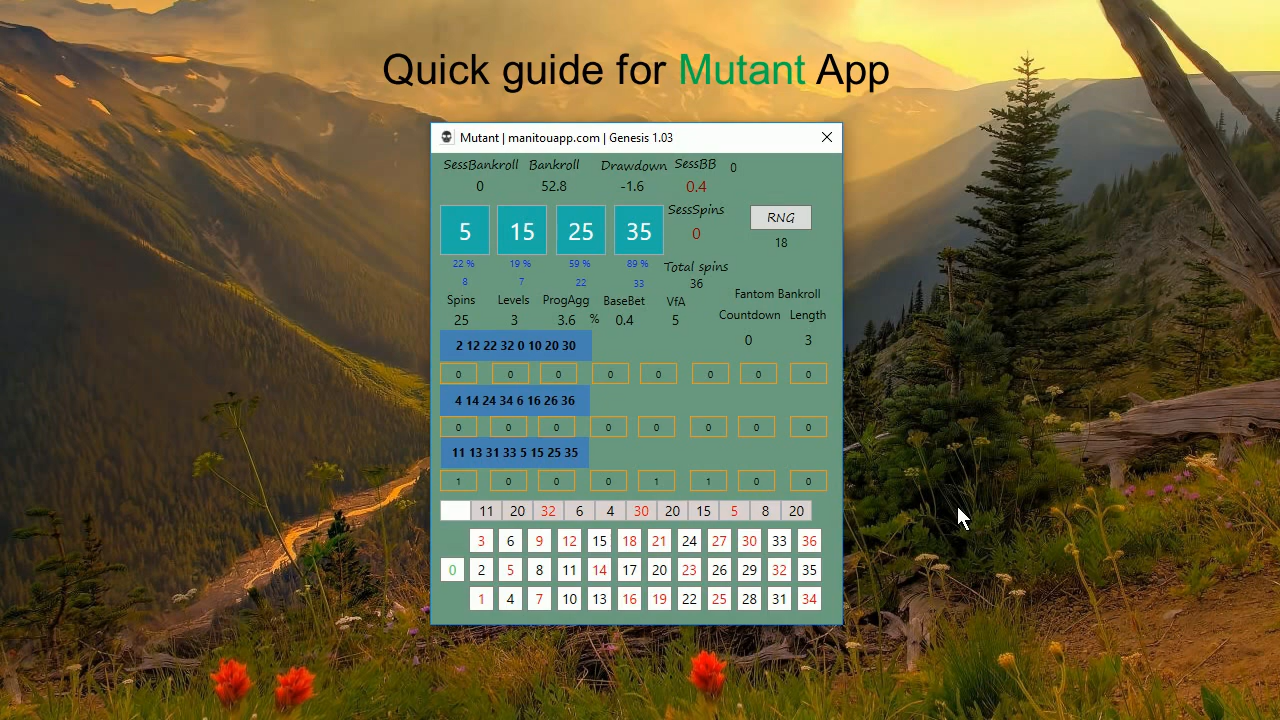 Quick guide for Mutant App
Mutant | manitouapp.com | Genesis 1.03
SessBankroll Bankroll Drawdown SessBB 0
0 52.8 -1.6 0.4
5 15 25 35 SessSpins RNG
0 18
22 % 19 % 59 % 89 % Total spins
8 7 22 33 36
Fantom Bankroll
Spins Levels ProgAgg BaseBet VfA
Countdown Length
25 3 3.6 % 0.4 5
0 3
2 12 22 32 0 10 20 30
0 0 0 0 0 0 0 0
4 14 24 34 6 16 26 36
0 0 0 0 0 0 0 0
11 13 31 33 5 15 25 35
1 0 0 0 1 1 0 0
11 20 32 6 4 30 20 15 5 8 20
3 6 9 12 15 18 21 24 27 30 33 36
0 2 5 8 11 14 17 20 23 26 29 32 35
1 4 7 10 13 16 19 22 25 28 31 34